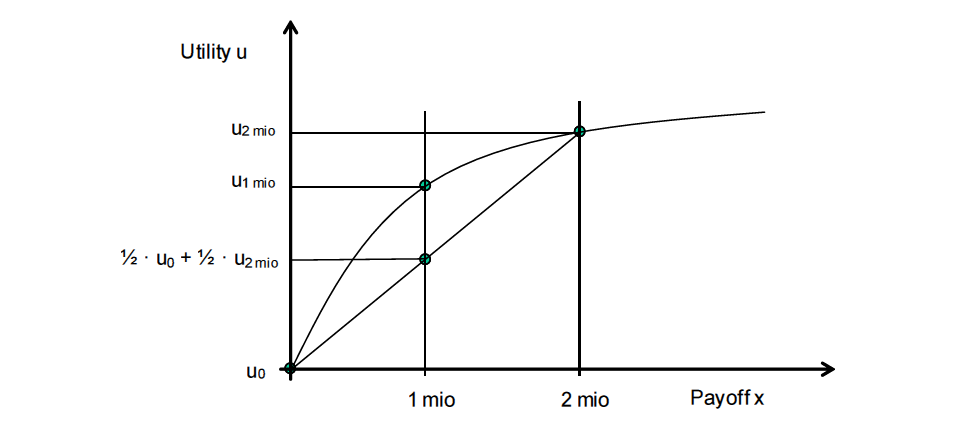 Utility u
u2 mio
u1 mio
½ · u0 + ½ · u2 mio
u0
1 mio
2 mio
Payoff x